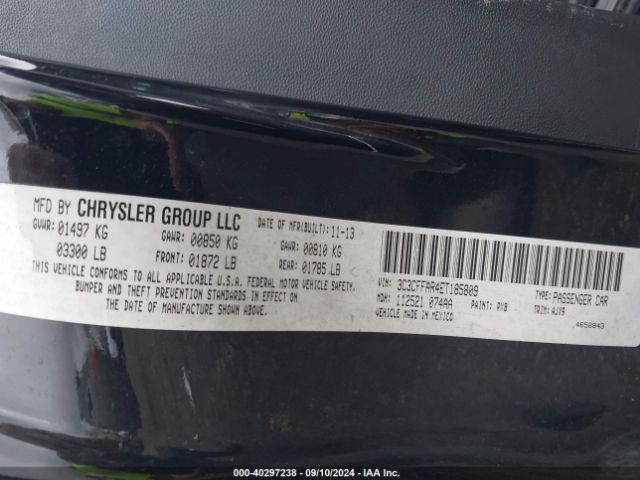 MFD BY CHRYSLER GROUP LLC DATE OF MFR(BUILT): 11-13
GVWR: 01497 KG GAWR: 00850 KG GAWR: 00810 KG
03300 LB FRONT: 01872 LB REAR: 01785 LB
THIS VEHICLE CONFORMS TO ALL APPLICABLE U.S.A. FEDERAL MOTOR VEHICLE SAFETY,
BUMPER AND THEFT PREVENTION STANDARDS IN EFFECT ON
THE DATE OF MANUFACTURE SHOWN ABOVE.
VIN: 3C3CFFAR4ET185809 TYPE: PASSENGER CAR
MDH: 112521 074AA PAINT: PX8 TRIM: AJX9
VEHICLE MADE IN MEXICO 4658843
000-40297238 - 09/10/2024 - IAA Inc.